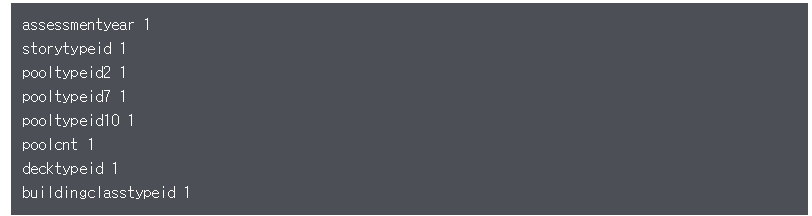 assessmentyear 1
storytypeid 1
pooltypeid2 1
pooltypeid7 1
pooltypeid10 1
poolcnt 1
decktypeid 1
buildingclasstypeid 1